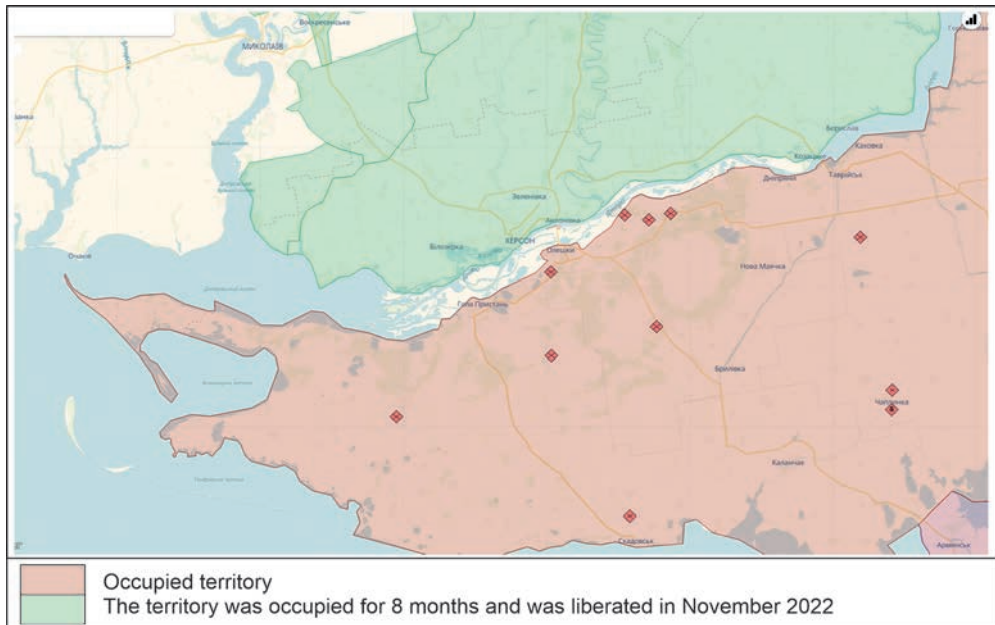 Воскресенське
МИКОЛАЇВ
Берислав
Каховка
Козацьке
Дніпряни
Таврійськ
Зеленівка
Антонівка
Білозерка
ХЕРСОН
Олешки
Очаків
Нова Маячка
Гола Пристань
Брилівка
Чаплинка
Каланчак
Скадовськ
Армянськ
Occupied territory
The territory was occupied for 8 months and was liberated in November 2022